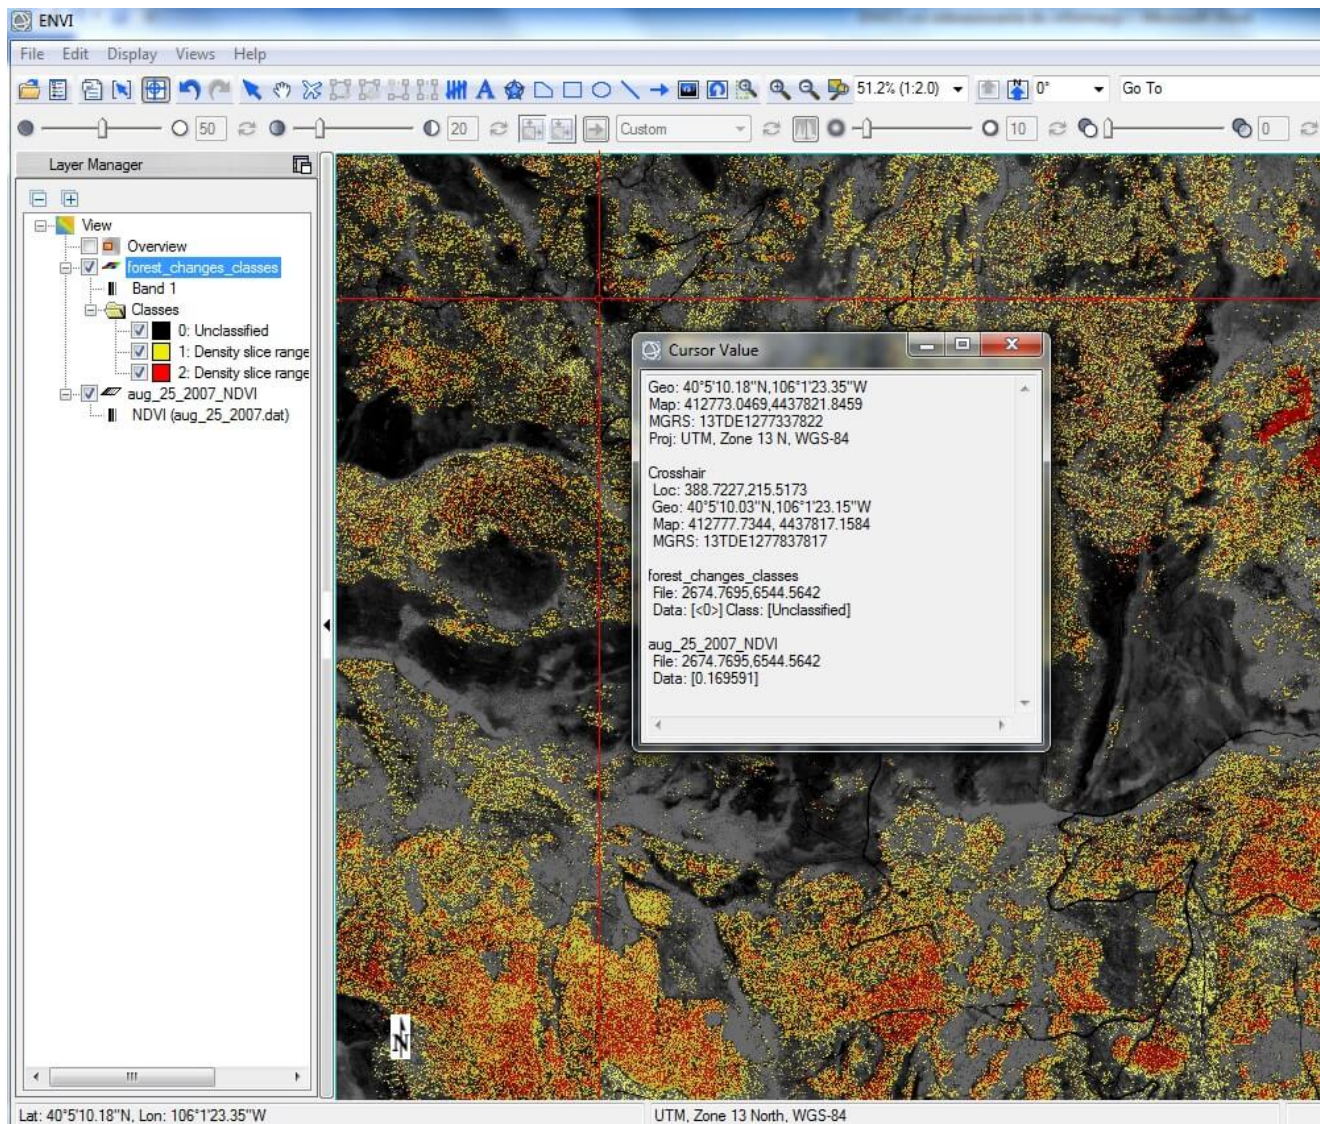 ENVI
File Edit Display Views Help
51.2% (1:2.0) 0° Go To
50 20 Custom 10 0
Layer Manager
View
Overview
forest_changes_classes
Band 1
Classes
0: Unclassified
1: Density slice range
2: Density slice range
aug_25_2007_NDVI
NDVI (aug_25_2007.dat)
Cursor Value
Geo: 40°5'10.18"N,106°1'23.35"W
Map: 412773.0469,4437821.8459
MGRS: 13TDE1277337822
Proj: UTM, Zone 13 N, WGS-84
Crosshair
Loc: 388.7227,215.5173
Geo: 40°5'10.03"N,106°1'23.15"W
Map: 412777.7344, 4437817.1584
MGRS: 13TDE1277837817
forest_changes_classes
File: 2674.7695,6544.5642
Data: [<0>] Class: [Unclassified]
aug_25_2007_NDVI
File: 2674.7695,6544.5642
Data: [0.169591]
N
Lat: 40°5'10.18"N, Lon: 106°1'23.35"W UTM, Zone 13 North, WGS-84